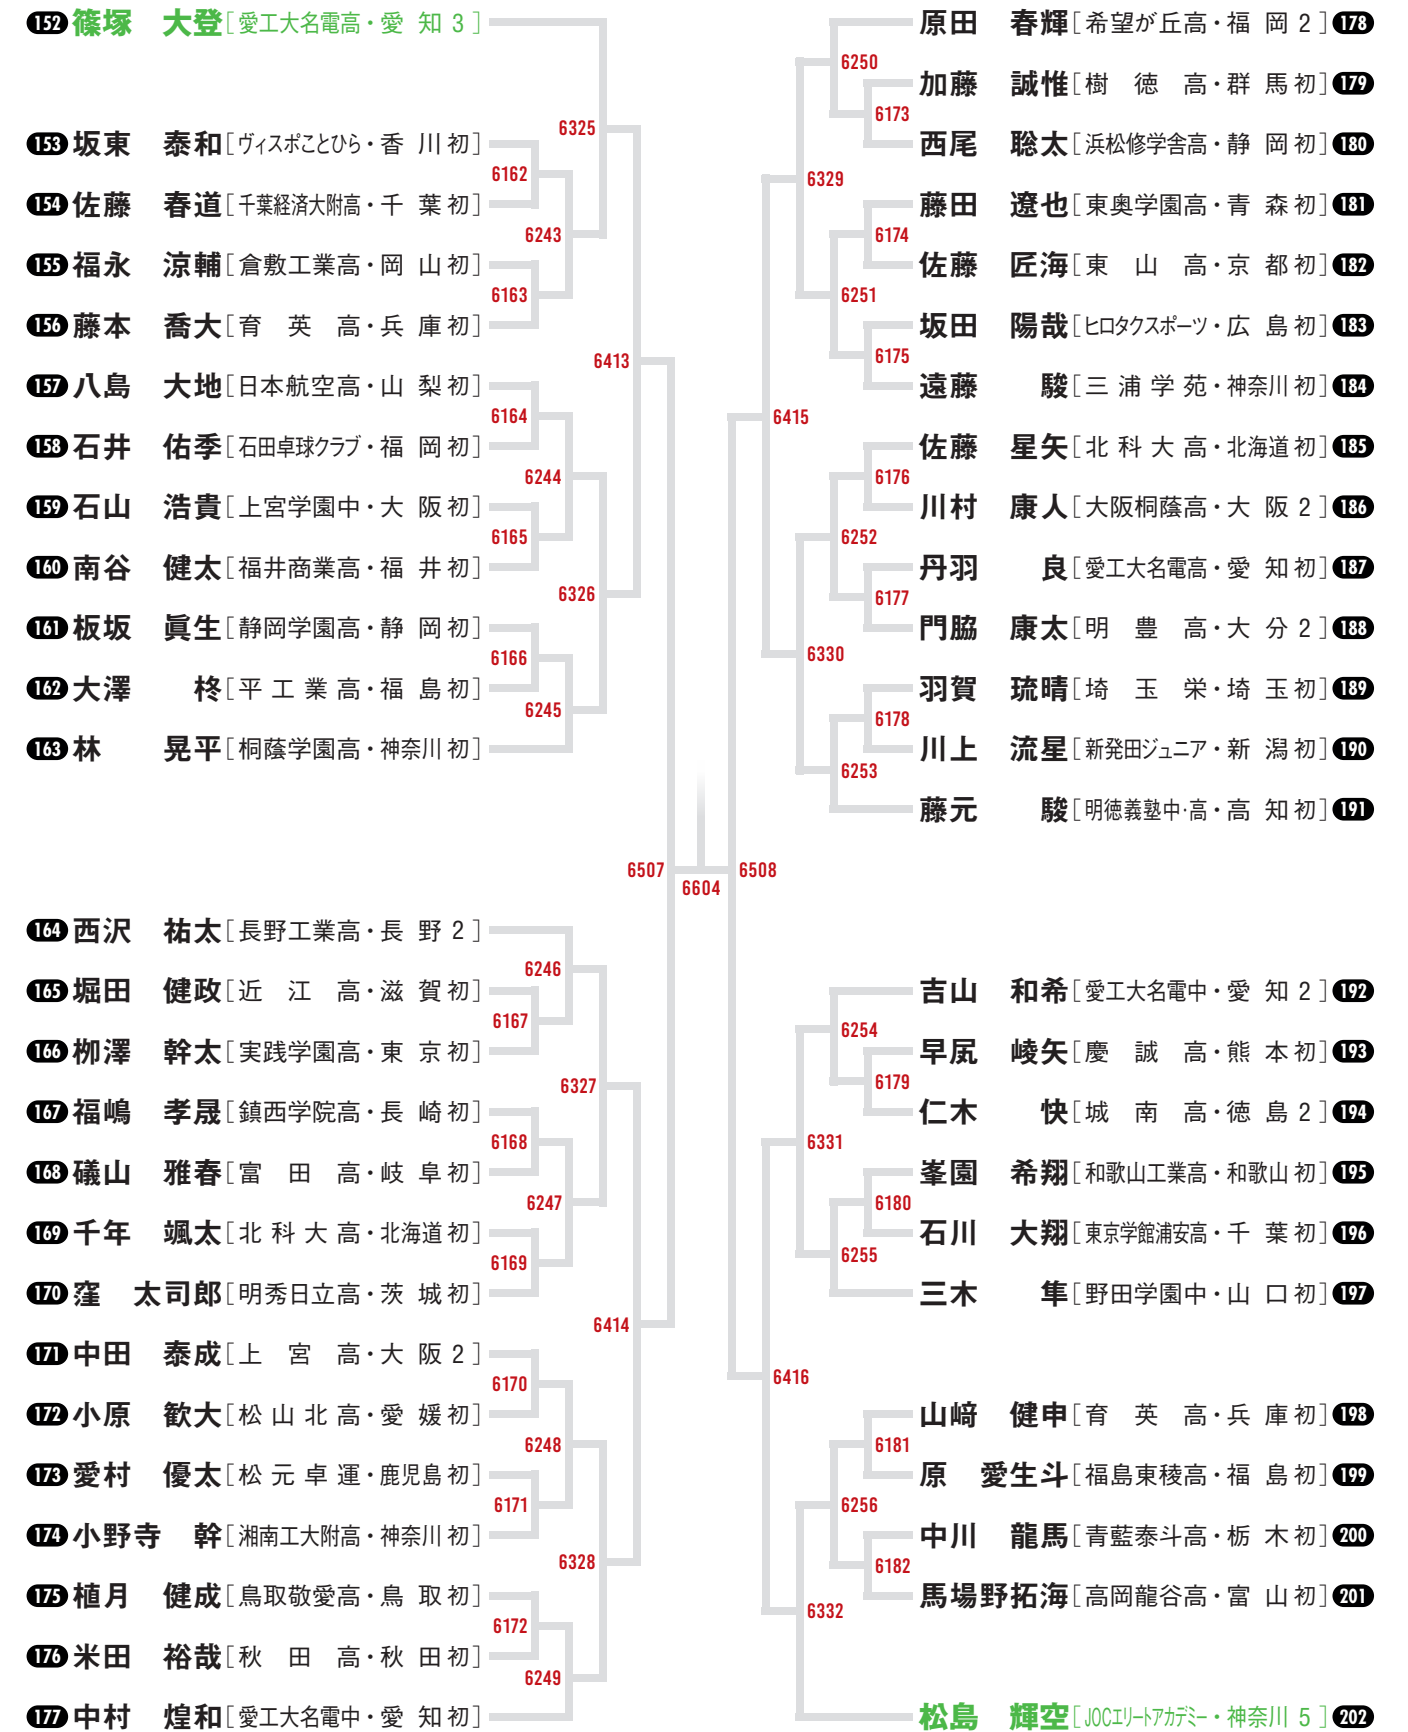 152 篠塚 大登［愛工大名電高・愛 知 3］
6325
153 坂東 泰和［ヴィスポことひら・香 川 初］
6162
154 佐藤 春道［千葉経済大附高・千 葉 初］
6243
155 福永 涼輔［倉敷工業高・岡 山 初］
6163
156 藤本 喬大［育 英 高・兵 庫 初］
6413
157 八島 大地［日本航空高・山 梨 初］
6164
158 石井 佑季［石田卓球クラブ・福 岡 初］
6244
159 石山 浩貴［上宮学園中・大 阪 初］
6165
160 南谷 健太［福井商業高・福 井 初］
6326
161 板坂 眞生［静岡学園高・静 岡 初］
6166
162 大澤 柊［平工業高・福 島 初］
6245
163 林 晃平［桐蔭学園高・神奈川 初］
6507
6604
6508
164 西沢 祐太［長野工業高・長 野 2］
6246
165 堀田 健政［近 江 高・滋 賀 初］
6167
166 栁澤 幹太［実践学園高・東 京 初］
6327
167 福嶋 孝晟［鎮西学院高・長 崎 初］
6168
168 礒山 雅春［富 田 高・岐 阜 初］
6247
169 千年 颯太［北科大高・北海道 初］
6169
170 窪 太司郎［明秀日立高・茨 城 初］
6414
171 中田 泰成［上 宮 高・大 阪 2］
6170
172 小原 歓大［松山北高・愛 媛 初］
6248
173 愛村 優太［松元卓運・鹿児島 初］
6171
174 小野寺 幹［湘南工大附高・神奈川 初］
6328
175 植月 健成［鳥取敬愛高・鳥 取 初］
6172
176 米田 裕哉［秋 田 高・秋 田 初］
6249
177 中村 煌和［愛工大名電中・愛 知 初］
原田 春輝［希望が丘高・福 岡 2］178
6250
加藤 誠惟［樹 徳 高・群 馬 初］179
6173
西尾 聡太［浜松修学舎高・静 岡 初］180
6329
藤田 遼也［東奥学園高・青 森 初］181
6174
佐藤 匠海［東 山 高・京 都 初］182
6251
坂田 陽哉［ヒロタクスポーツ・広 島 初］183
6175
遠藤 駿［三浦学苑・神奈川 初］184
6415
佐藤 星矢［北科大高・北海道 初］185
6176
川村 康人［大阪桐蔭高・大 阪 2］186
6252
丹羽 良［愛工大名電高・愛 知 初］187
6177
門脇 康太［明 豊 高・大 分 2］188
6330
羽賀 琉晴［埼 玉 栄・埼 玉 初］189
6178
川上 流星［新発田ジュニア・新 潟 初］190
6253
藤元 駿［明徳義塾中・高・高 知 初］191
吉山 和希［愛工大名電中・愛 知 2］192
6254
早尻 崚矢［慶 誠 高・熊 本 初］193
6179
仁木 快［城 南 高・徳 島 2］194
6331
峯園 希翔［和歌山工業高・和歌山 初］195
6180
石川 大翔［東京学館浦安高・千 葉 初］196
6255
三木 隼［野田学園中・山 口 初］197
6416
山﨑 健申［育 英 高・兵 庫 初］198
6181
原 愛生斗［福島東稜高・福 島 初］199
6256
中川 龍馬［青藍泰斗高・栃 木 初］200
6182
馬場野拓海［高岡龍谷高・富 山 初］201
6332
松島 輝空［JOCエリートアカデミー・神奈川 5］202